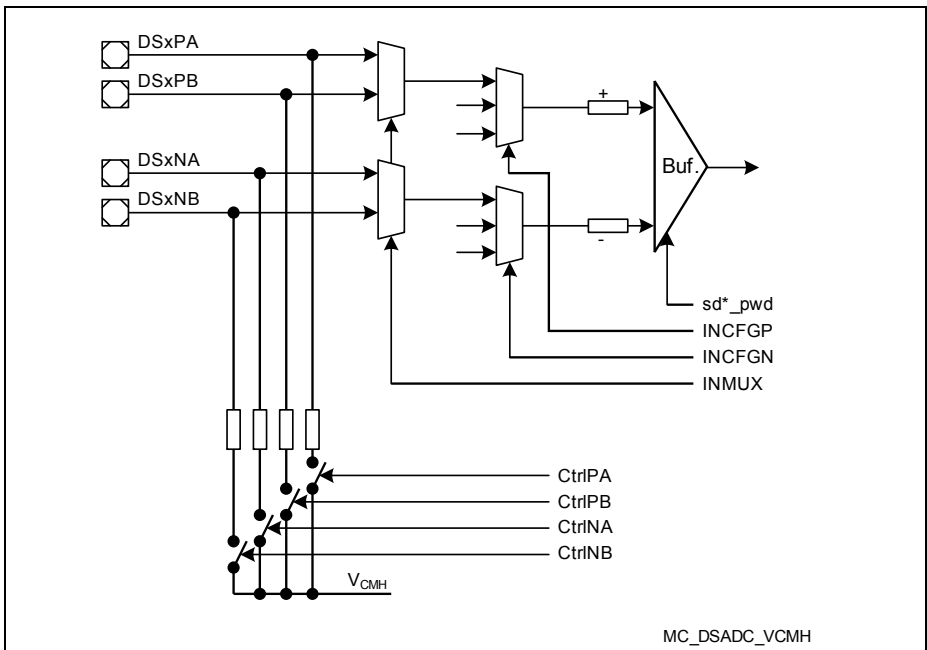 DSxPA
DSxPB
DSxNA
DSxNB
+
-
Buf.
sd*_pwd
INCFGP
INCFGN
INMUX
CtrlPA
CtrlPB
CtrlNA
CtrlNB
VCMH
MC_DSADC_VCMH